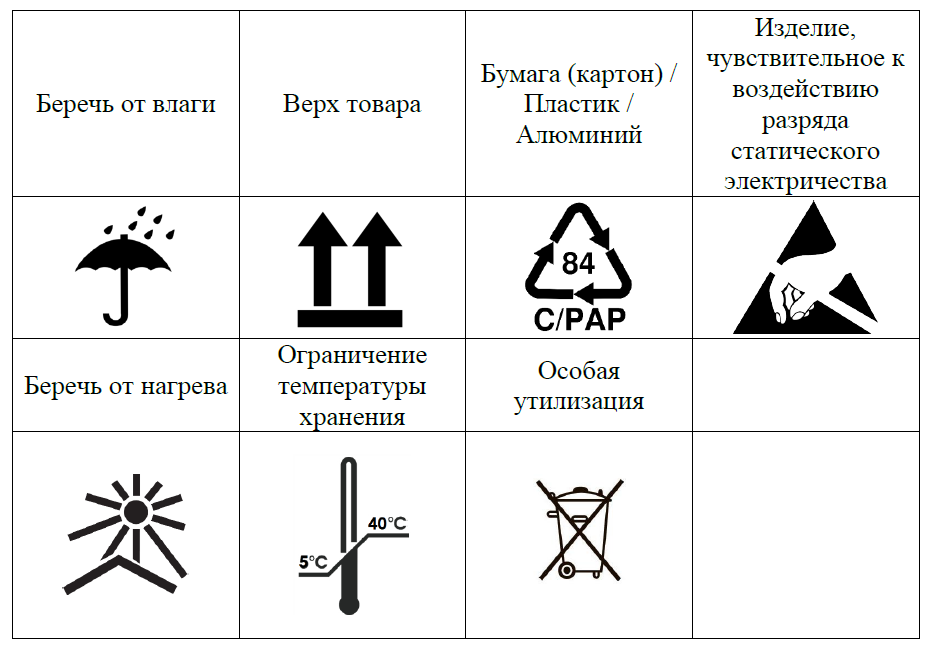 Беречь от влаги
Верх товара
Бумага (картон) /
Пластик /
Алюминий
Изделие,
чувствительное к
воздействию
разряда
статического
электричества
84
C/PAP
Беречь от нагрева
Ограничение
температуры
хранения
Особая
утилизация
40°C
5°C